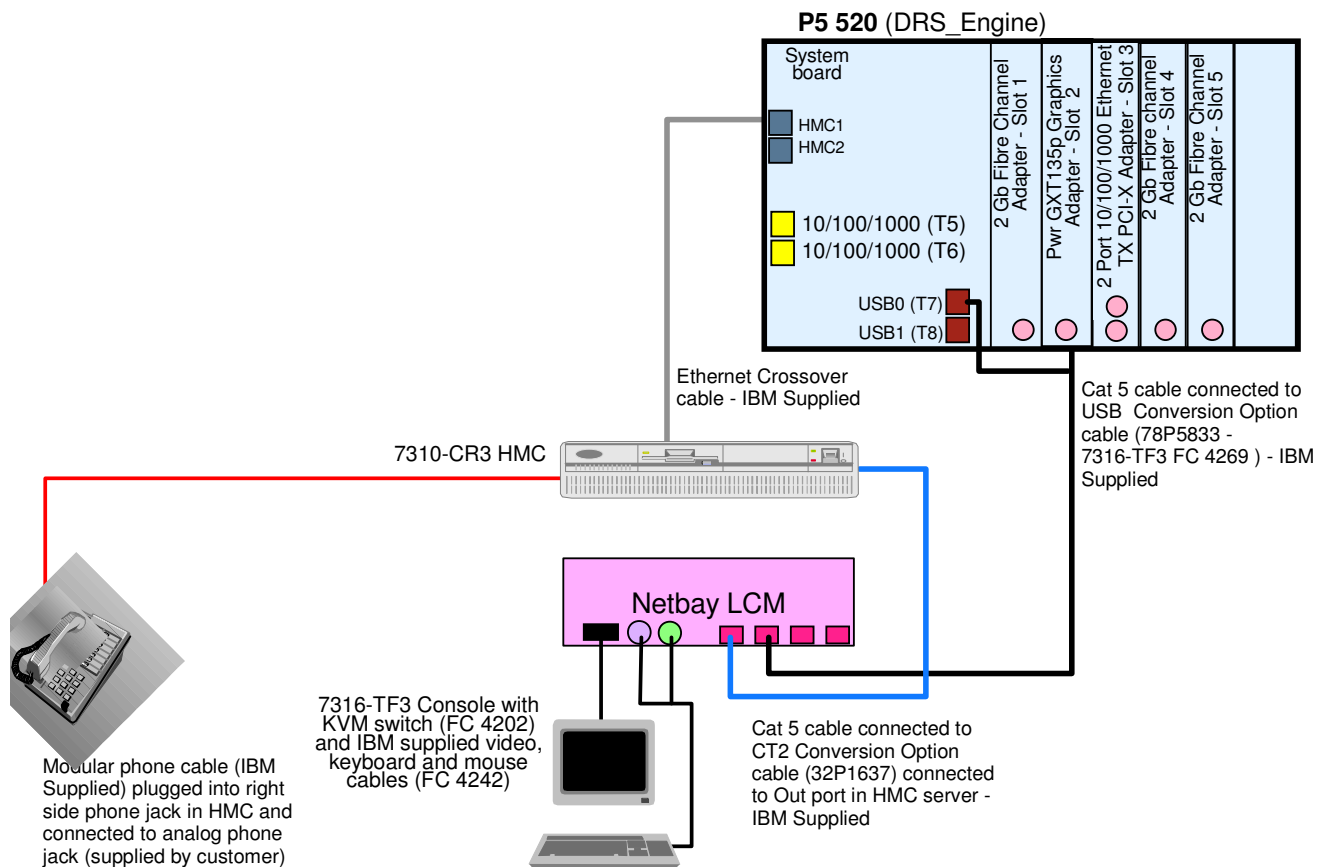 P5 520 (DRS_Engine)
System
board
HMC1
HMC2
10/100/1000 (T5)
10/100/1000 (T6)
USB0 (T7)
USB1 (T8)
2 Gb Fibre Channel
Adapter - Slot 1
Pwr GXT135p Graphics
Adapter - Slot 2
2 Port 10/100/1000 Ethernet
TX PCI-X Adapter - Slot 3
2 Gb Fibre channel
Adapter - Slot 4
2 Gb Fibre Channel
Adapter - Slot 5
Ethernet Crossover
cable - IBM Supplied
Cat 5 cable connected to
USB  Conversion Option
cable (78P5833 -
7316-TF3 FC 4269 ) - IBM
Supplied
7310-CR3 HMC
Netbay LCM
7316-TF3 Console with
KVM switch (FC 4202)
and IBM supplied video,
keyboard and mouse
cables (FC 4242)
Cat 5 cable connected to
CT2 Conversion Option
cable (32P1637) connected
to Out port in HMC server -
IBM Supplied
Modular phone cable (IBM
Supplied) plugged into right
side phone jack in HMC and
connected to analog phone
jack (supplied by customer)